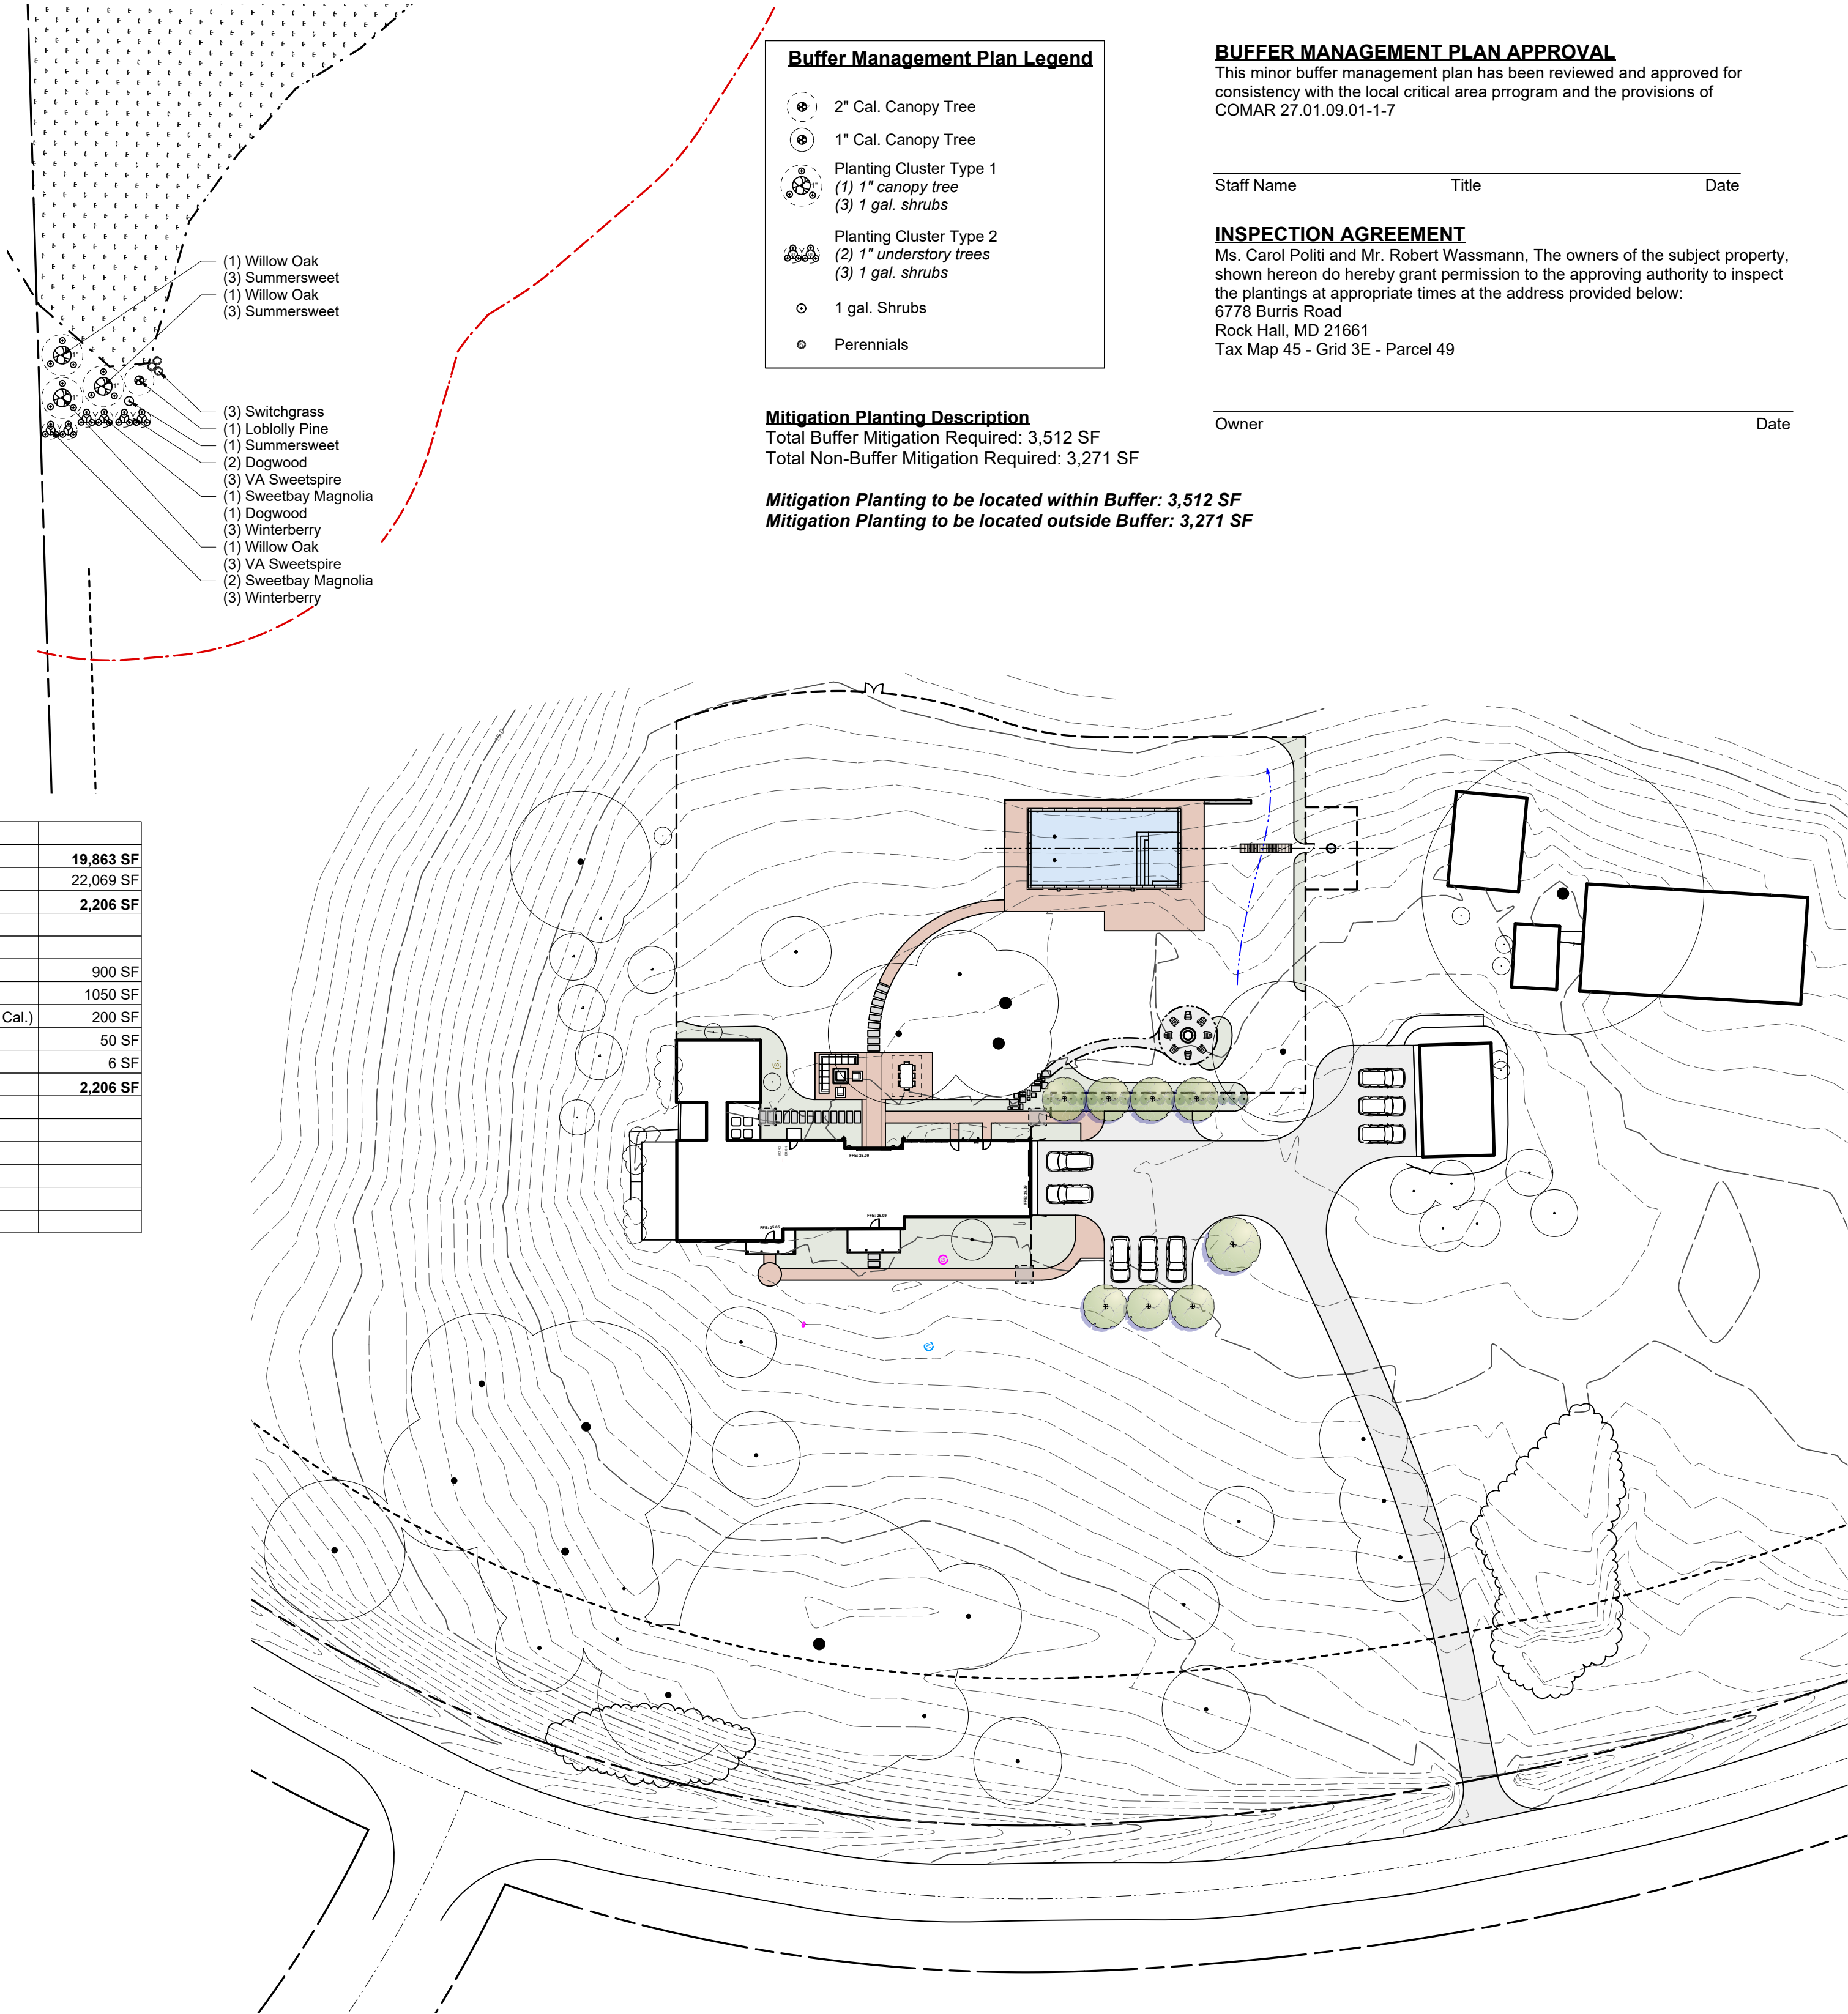 Buffer Management Plan Legend
2" Cal. Canopy Tree
1" Cal. Canopy Tree
1"
Planting Cluster Type 1
(1) 1" canopy tree
(3) 1 gal. shrubs
Planting Cluster Type 2
(2) 1" understory trees
(3) 1 gal. shrubs
1 gal. Shrubs
Perennials
BUFFER MANAGEMENT PLAN APPROVAL
This minor buffer management plan has been reviewed and approved for
consistency with the local critical area prrogram and the provisions of
COMAR 27.01.09.01-1-7
Staff Name Title Date
INSPECTION AGREEMENT
Ms. Carol Politi and Mr. Robert Wassmann, The owners of the subject property,
shown hereon do hereby grant permission to the approving authority to inspect
the plantings at appropriate times at the address provided below:
6778 Burris Road
Rock Hall, MD 21661
Tax Map 45 - Grid 3E - Parcel 49
Owner Date
Mitigation Planting Description
Total Buffer Mitigation Required: 3,512 SF
Total Non-Buffer Mitigation Required: 3,271 SF
Mitigation Planting to be located within Buffer: 3,512 SF
Mitigation Planting to be located outside Buffer: 3,271 SF
(1) Willow Oak
(3) Summersweet
(1) Willow Oak
(3) Summersweet
1"
1"
1"
(3) Switchgrass
(1) Loblolly Pine
(1) Summersweet
(2) Dogwood
(3) VA Sweetspire
(1) Sweetbay Magnolia
(1) Dogwood
(3) Winterberry
(1) Willow Oak
(3) VA Sweetspire
(2) Sweetbay Magnolia
(3) Winterberry
19,863 SF
22,069 SF
2,206 SF
900 SF
1050 SF
Cal.) 200 SF
50 SF
6 SF
2,206 SF
FFE: 26.59
FFE: 26.59